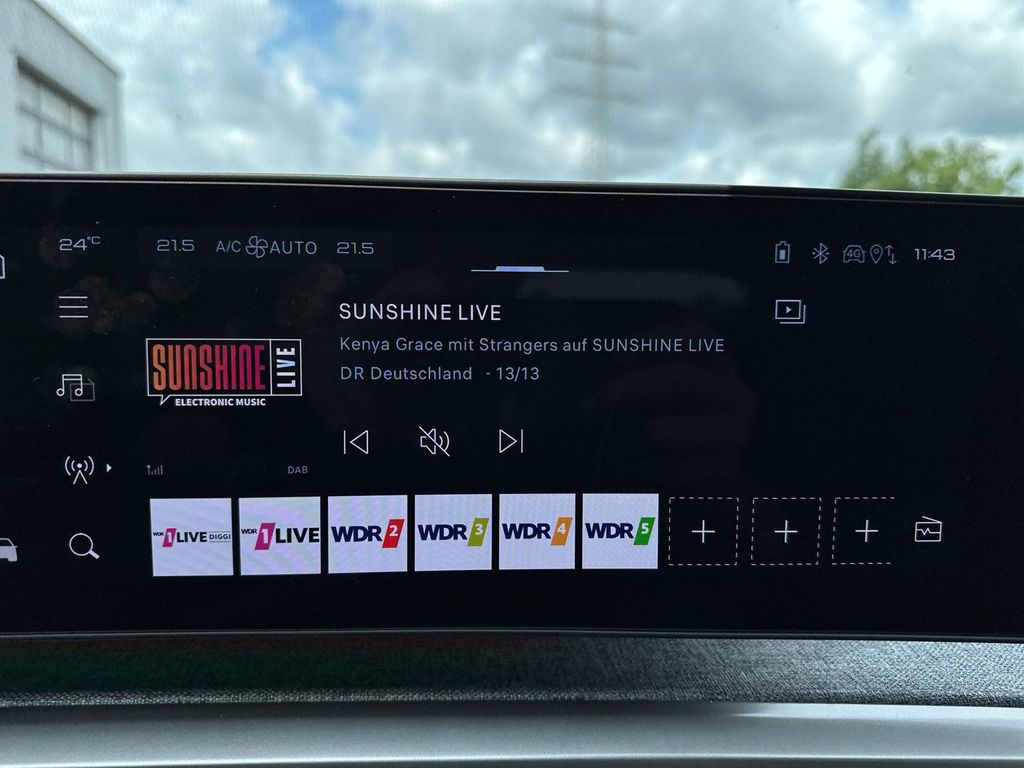 24°C 21.5 A/C AUTO 21.5 4G 11:43
SUNSHINE LIVE
Kenya Grace mit Strangers auf SUNSHINE LIVE
DR Deutschland - 13/13
SUNSHINE LIVE
ELECTRONIC MUSIC
DAB
WDR 1LIVE DIGGI
WDR 1LIVE
WDR 2
WDR 3
WDR 4
WDR 5